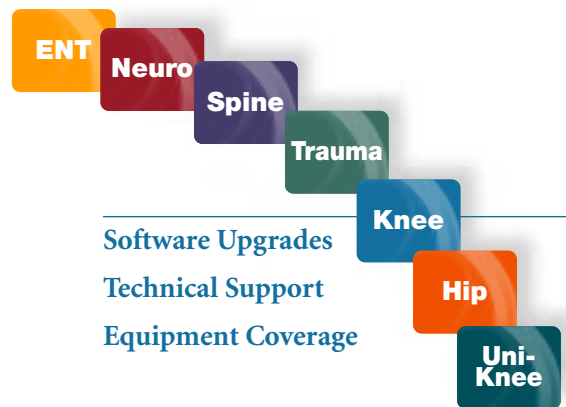 ENT
Neuro
Spine
Trauma
Knee
Software Upgrades
Technical Support
Hip
Equipment Coverage
Uni-
Knee